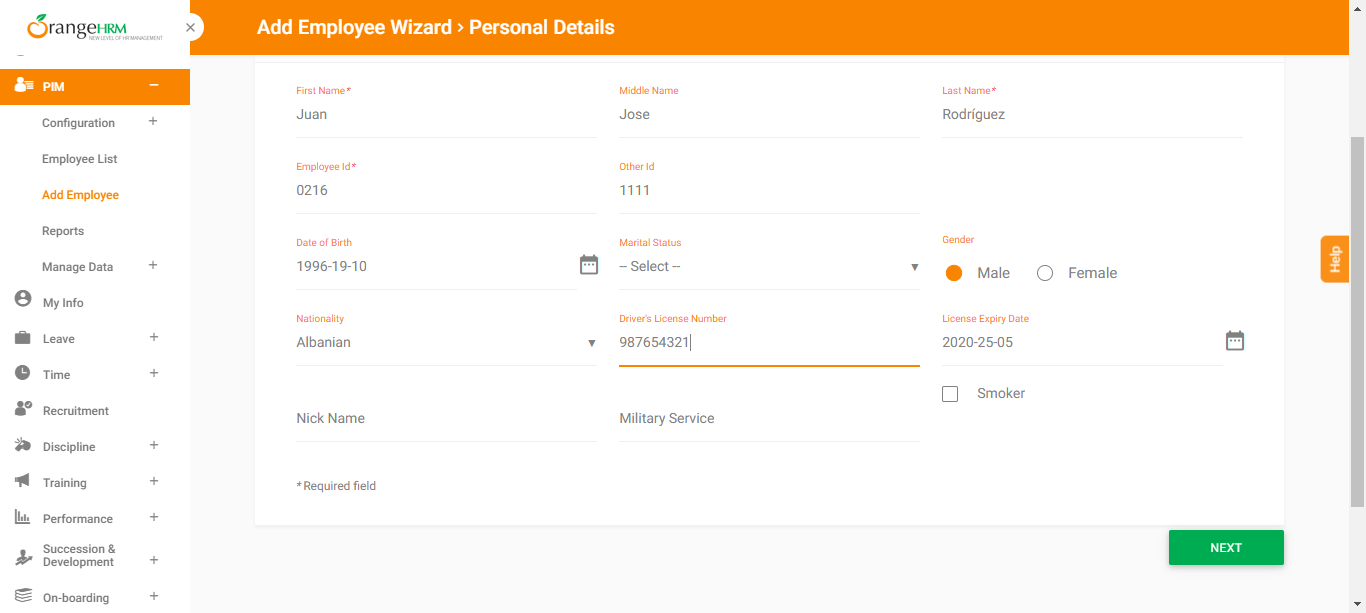 OrangeHRM
NEW LEVEL OF HR MANAGEMENT
×
Add Employee Wizard > Personal Details
PIM −
Configuration +
Employee List
Add Employee
Reports
Manage Data +
My Info
Leave +
Time +
Recruitment
Discipline +
Training +
Performance +
Succession &
Development +
On-boarding +
First Name* Middle Name Last Name*
Juan Jose Rodríguez
Employee Id* Other Id
0216 1111
Date of Birth Marital Status Gender
1996-19-10 -- Select -- Male Female
Nationality Driver's License Number License Expiry Date
Albanian 987654321 2020-25-05
Smoker
Nick Name Military Service
* Required field
NEXT
Help